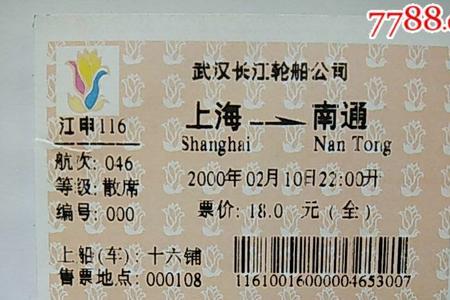 7788.c
武汉长江轮船公司
江申116
上海 → 南通
Shanghai Nan Tong
航次: 046
等级: 散席
2000年02月10日22:00开
编号: 000
票价: 18.0 元(全)
上船(车): 十六铺
售票地点: 000108
11610016000004653007